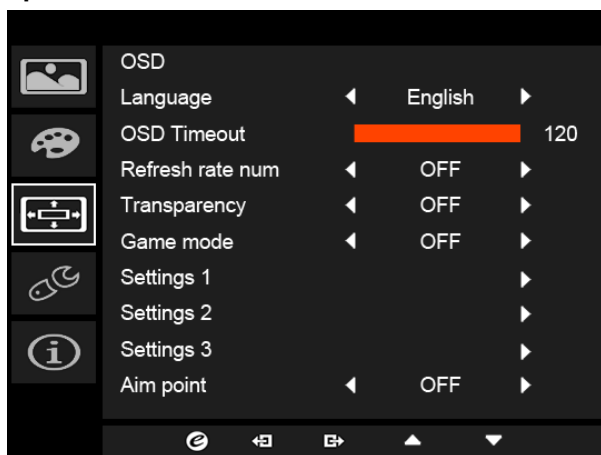 OSD
Language English
OSD Timeout 120
Refresh rate num OFF
Transparency OFF
Game mode OFF
Settings 1
Settings 2
Settings 3
Aim point OFF